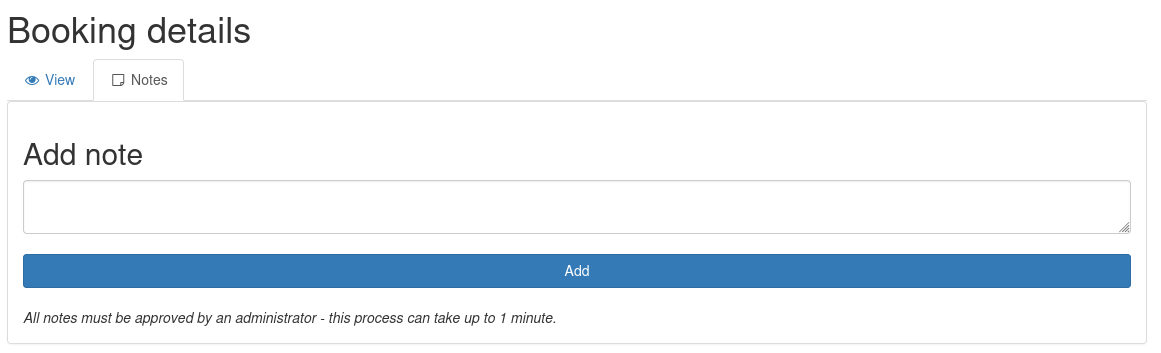 Booking details
View Notes
Add note
Add
All notes must be approved by an administrator - this process can take up to 1 minute.